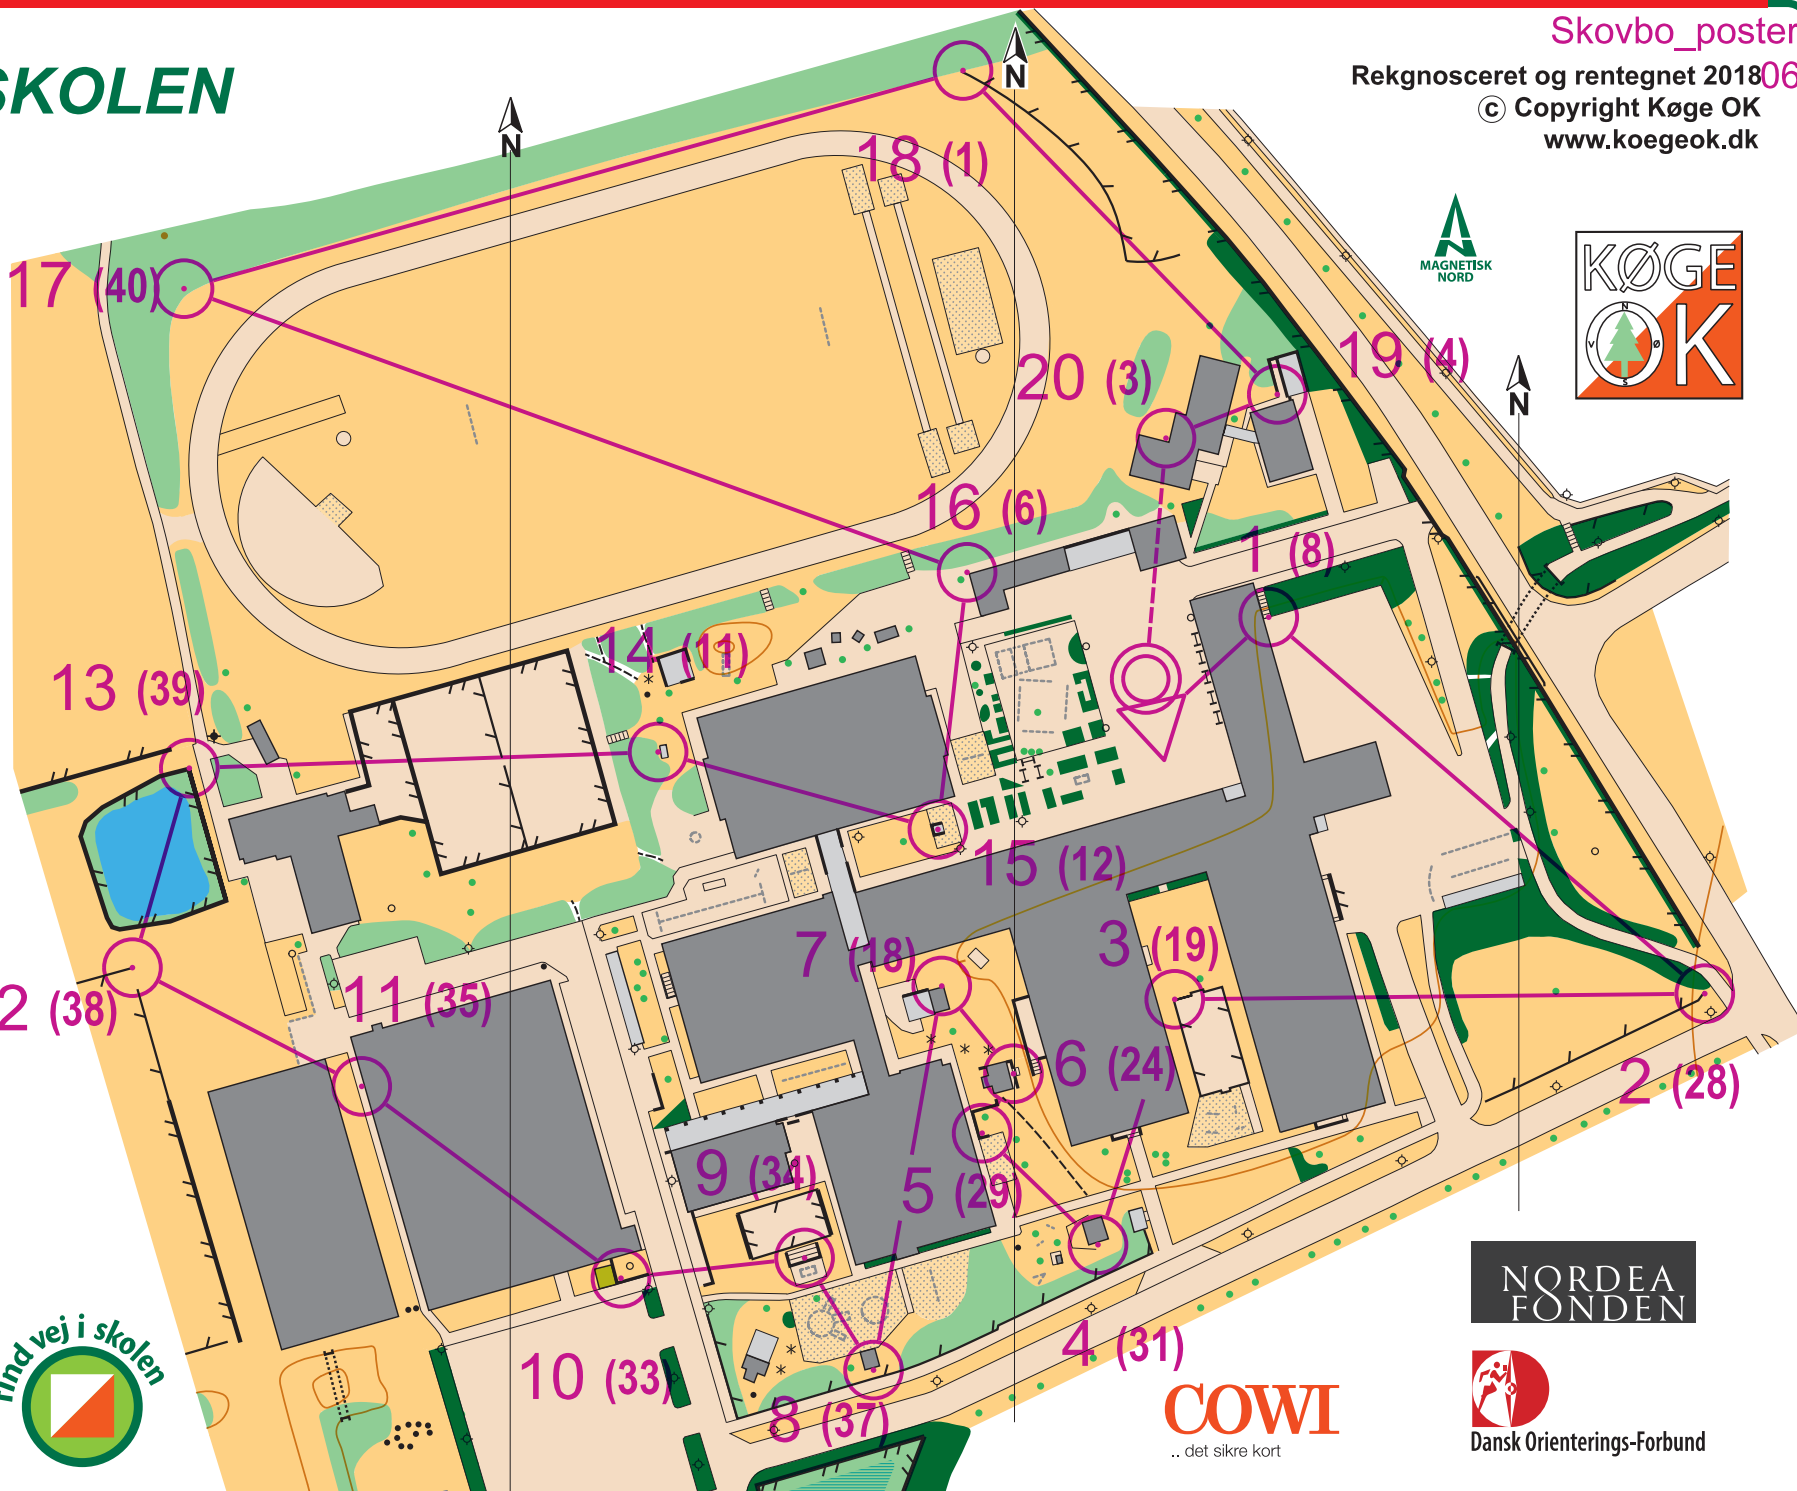 SKOLEN
Skovbo_poster
Rekgnosceret og rentegnet 2018 06
© Copyright Køge OK
www.koegeok.dk
N
N
N
MAGNETISK
NORD
KØGE
OK
N
V
Ø
S
18 (1)
17 (40)
19 (4)
20 (3)
16 (6)
1 (8)
14 (11)
13 (39)
15 (12)
7 (18)
3 (19)
11 (35)
2 (38)
6 (24)
2 (28)
9 (34)
5 (29)
4 (31)
10 (33)
8 (37)
find vej i skolen
NORDEA
FONDEN
COWI
.. det sikre kort
Dansk Orienterings-Forbund